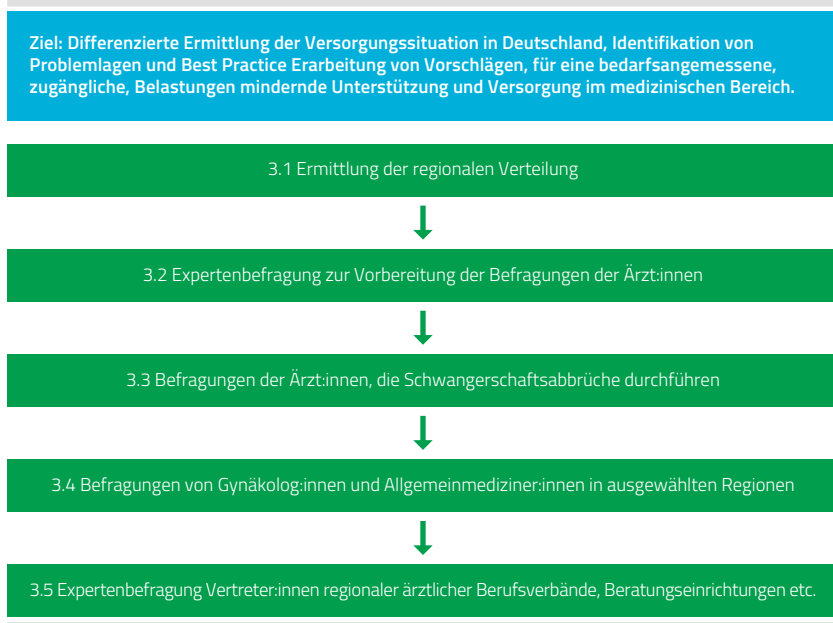 Ziel: Differenzierte Ermittlung der Versorgungssituation in Deutschland, Identifikation von
Problemlagen und Best Practice Erarbeitung von Vorschlägen, für eine bedarfsangemessene,
zugängliche, Belastungen mindernde Unterstützung und Versorgung im medizinischen Bereich.
3.1 Ermittlung der regionalen Verteilung
3.2 Expertenbefragung zur Vorbereitung der Befragungen der Ärzt:innen
3.3 Befragungen der Ärzt:innen, die Schwangerschaftsabbrüche durchführen
3.4 Befragungen von Gynäkolog:innen und Allgemeinmediziner:innen in ausgewählten Regionen
3.5 Expertenbefragung Vertreter:innen regionaler ärztlicher Berufsverbände, Beratungseinrichtungen etc.